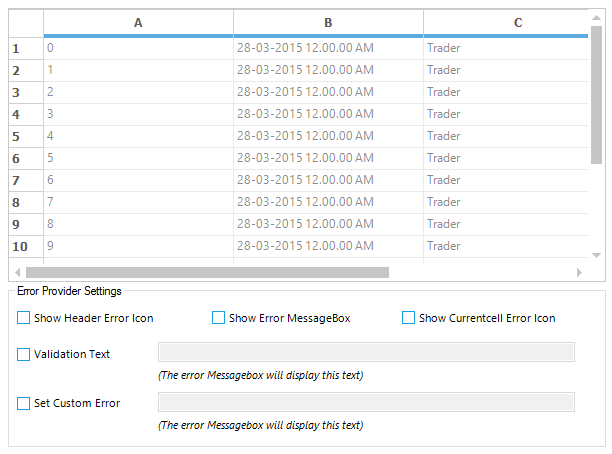 A B C
1 0 28-03-2015 12.00.00 AM Trader
2 1 28-03-2015 12.00.00 AM Trader
3 2 28-03-2015 12.00.00 AM Trader
4 3 28-03-2015 12.00.00 AM Trader
5 4 28-03-2015 12.00.00 AM Trader
6 5 28-03-2015 12.00.00 AM Trader
7 6 28-03-2015 12.00.00 AM Trader
8 7 28-03-2015 12.00.00 AM Trader
9 8 28-03-2015 12.00.00 AM Trader
10 9 28-03-2015 12.00.00 AM Trader
Error Provider Settings
Show Header Error Icon Show Error MessageBox Show Currentcell Error Icon
Validation Text
(The error Messagebox will display this text)
Set Custom Error
(The error Messagebox will display this text)